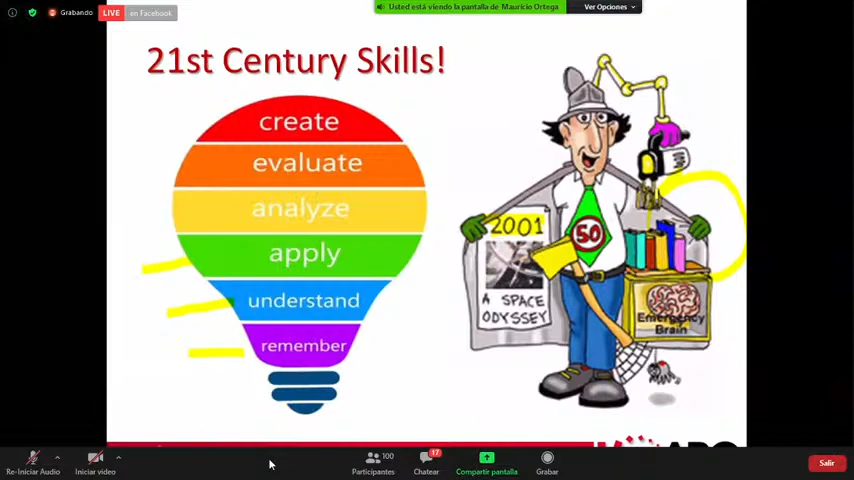 Grabando
LIVE
en Facebook
Usted está viendo la pantalla de Mauricio Ortega
Ver Opciones
21st Century Skills!
create
evaluate
analyze
apply
understand
remember
2001
A SPACE
ODYSSEY
50
Emergency
Brain
Re-Iniciar Audio
Iniciar video
Participantes
100
Chatear
17
Compartir pantalla
Grabar
Salir